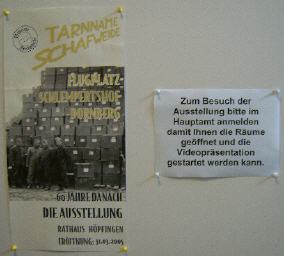 TARNNAME
SCHAFWEIDE
FLUGPLATZ
SCHLEMPERTSHOF
DORNBERG
60 JAHRE DANACH
DIE AUSSTELLUNG
RATHAUS HÖPFINGEN
ERÖFFNUNG: 31.03.2005
Zum Besuch der
Ausstellung bitte im
Hauptamt anmelden
damit Ihnen die Räume
geöffnet und die
Videopräsentation
gestartet werden kann.